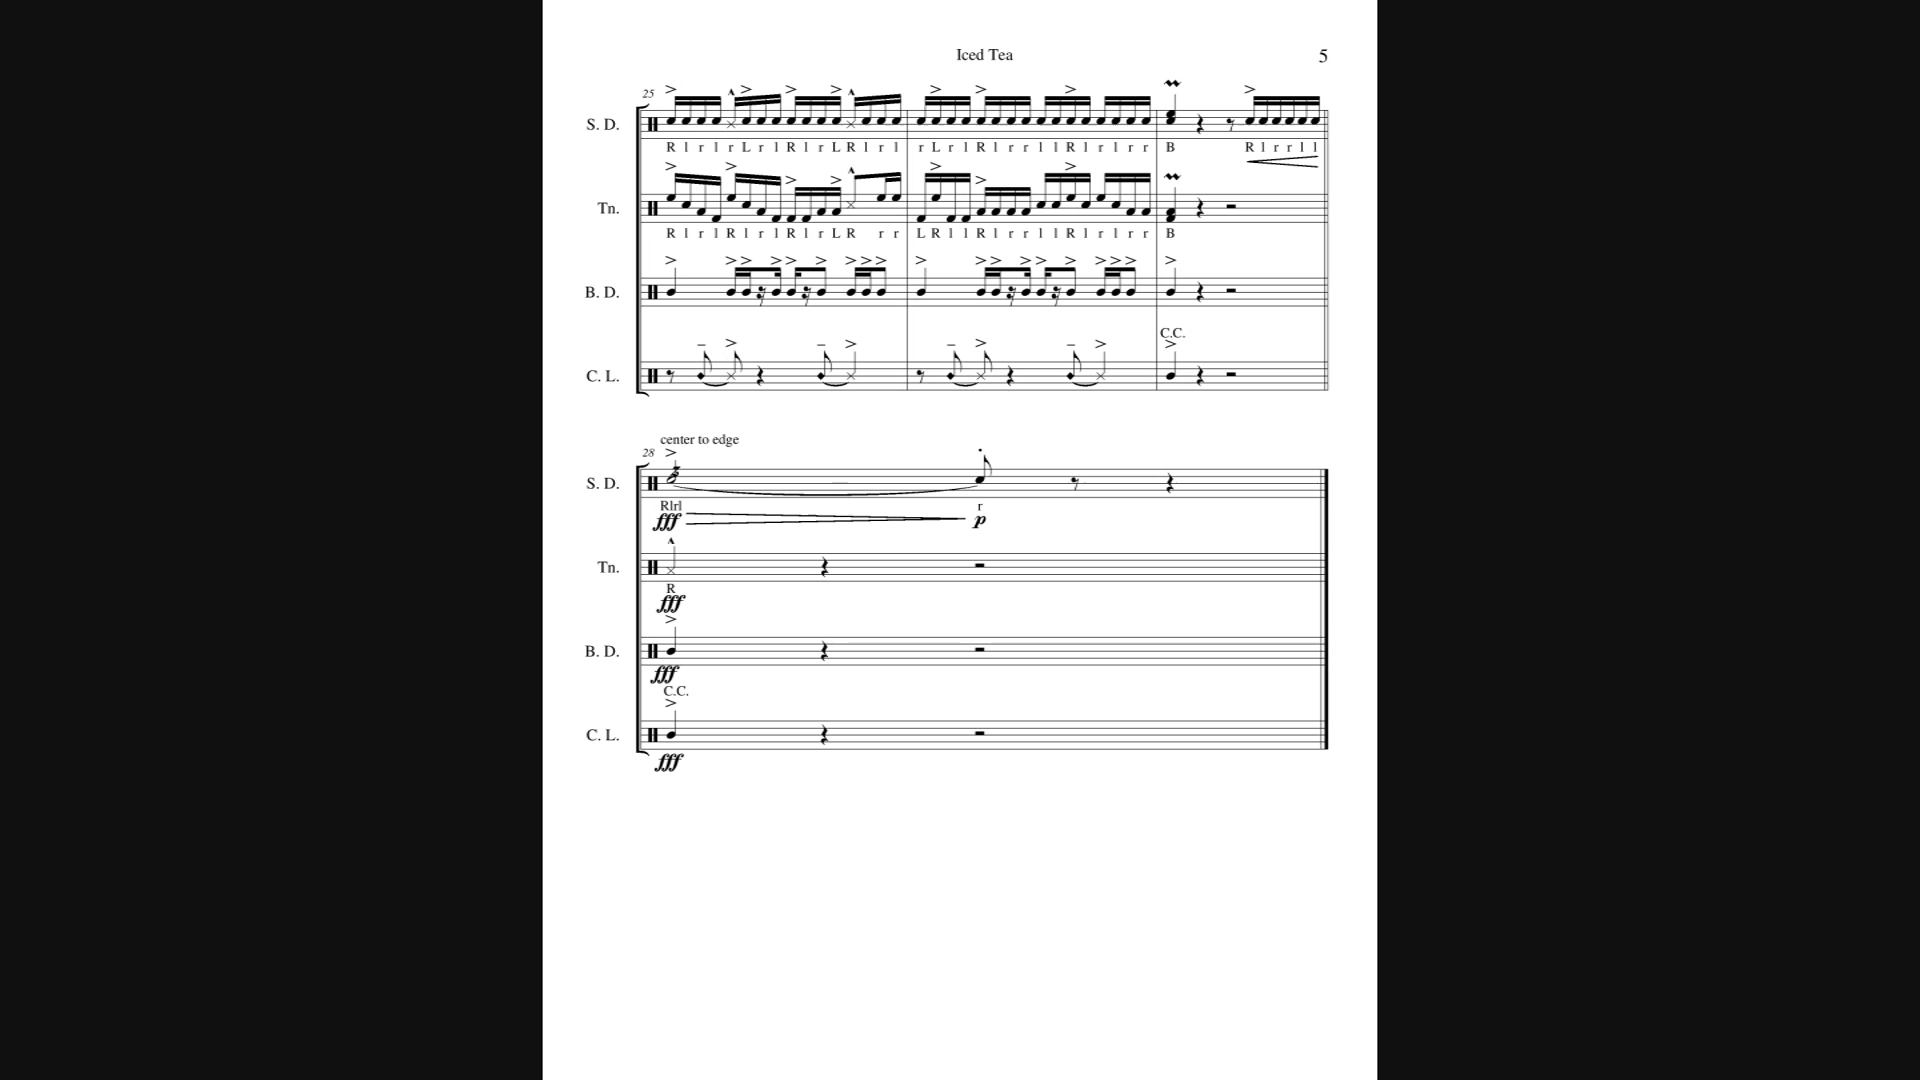 Iced Tea
5
25
S. D.
R l r l r L r l R l r L R l r l r L r l R l r r l l R l r l r r B R l r r l l
Tn.
R l r l R l r l R l r L R r r L R l l R l r r l l R l r l r r B
B. D.
C.C.
C. L.
center to edge
28
S. D.
Rlrl r
fff p
Tn.
R
fff
B. D.
fff
C.C.
C. L.
fff